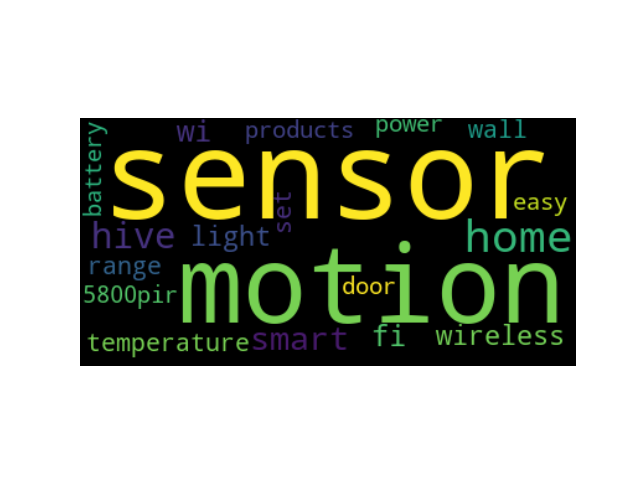 battery
wi products power wall
sensor
set easy
hive light home
range motion
5800pir door
temperature smart fi wireless